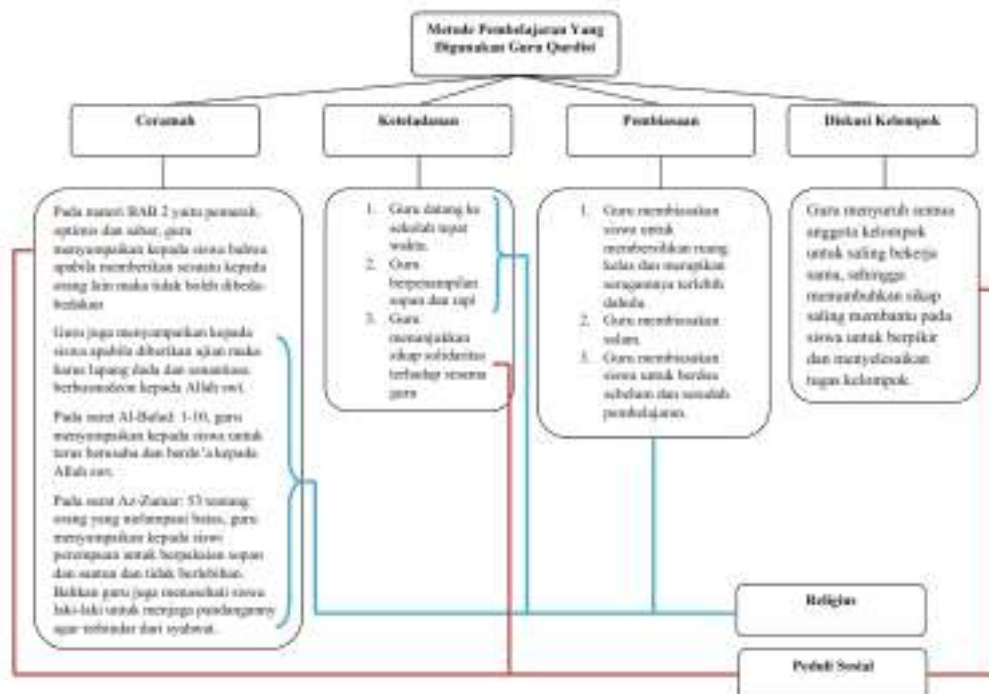 Metode Pembelajaran Yang
Digunakan Guru Qurdist
Ceramah
Keteladanan
Pembiasaan
Diskusi Kelompok
Pada materi BAB 2 yaitu pemurah,
optimis dan sabar, guru
menyampaikan kepada siswa bahwa
apabila memberikan sesuatu kepada
orang lain maka tidak boleh dibeda-
bedakan
Guru juga menyampaikan kepada
siswa apabila diberikan ujian maka
harus lapang dada dan senantiasa
berhusnudzon kepada Allah swt.
Pada surat Al-Balad: 1-10, guru
menyampaikan kepada siswa untuk
terus berusaha dan berdo'a kepada
Allah swt.
Pada surat Az-Zumar: 53 tentang
orang yang melampaui batas, guru
menyampaikan kepada siswi
perempuan untuk berpakaian sopan
dan santun dan tidak berlebihan.
Bahkan guru juga menasehati siswa
laki-laki untuk menjaga pandanganny
agar terhindar dari syahwat.
1. Guru datang ke
sekolah tepat
waktu.
2. Guru
berpenampilan
sopan dan rapi
3. Guru
menunjukkan
sikap solidaritas
terhadap sesama
guru
1. Guru membiasakan
siswa untuk
membersihkan ruang
kelas dan merapikan
seragamnya terlebih
dahulu.
2. Guru membiasakan
salam.
3. Guru membiasakan
siswa untuk berdoa
sebelum dan sesudah
pembelajaran.
Guru menyuruh semua
anggota kelompok
untuk saling bekerja
sama, sehingga
menumbuhkan sikap
saling membantu pada
siswa untuk berpikir
dan menyelesaikan
tugas kelompok.
Religius
Peduli Sosial